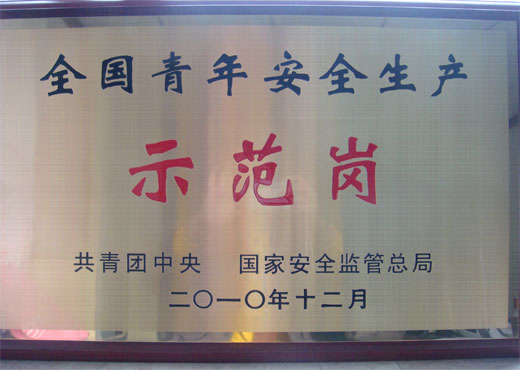 全国青年安全生产
示范岗
共青团中央 国家安全监管总局
二〇一〇年十二月